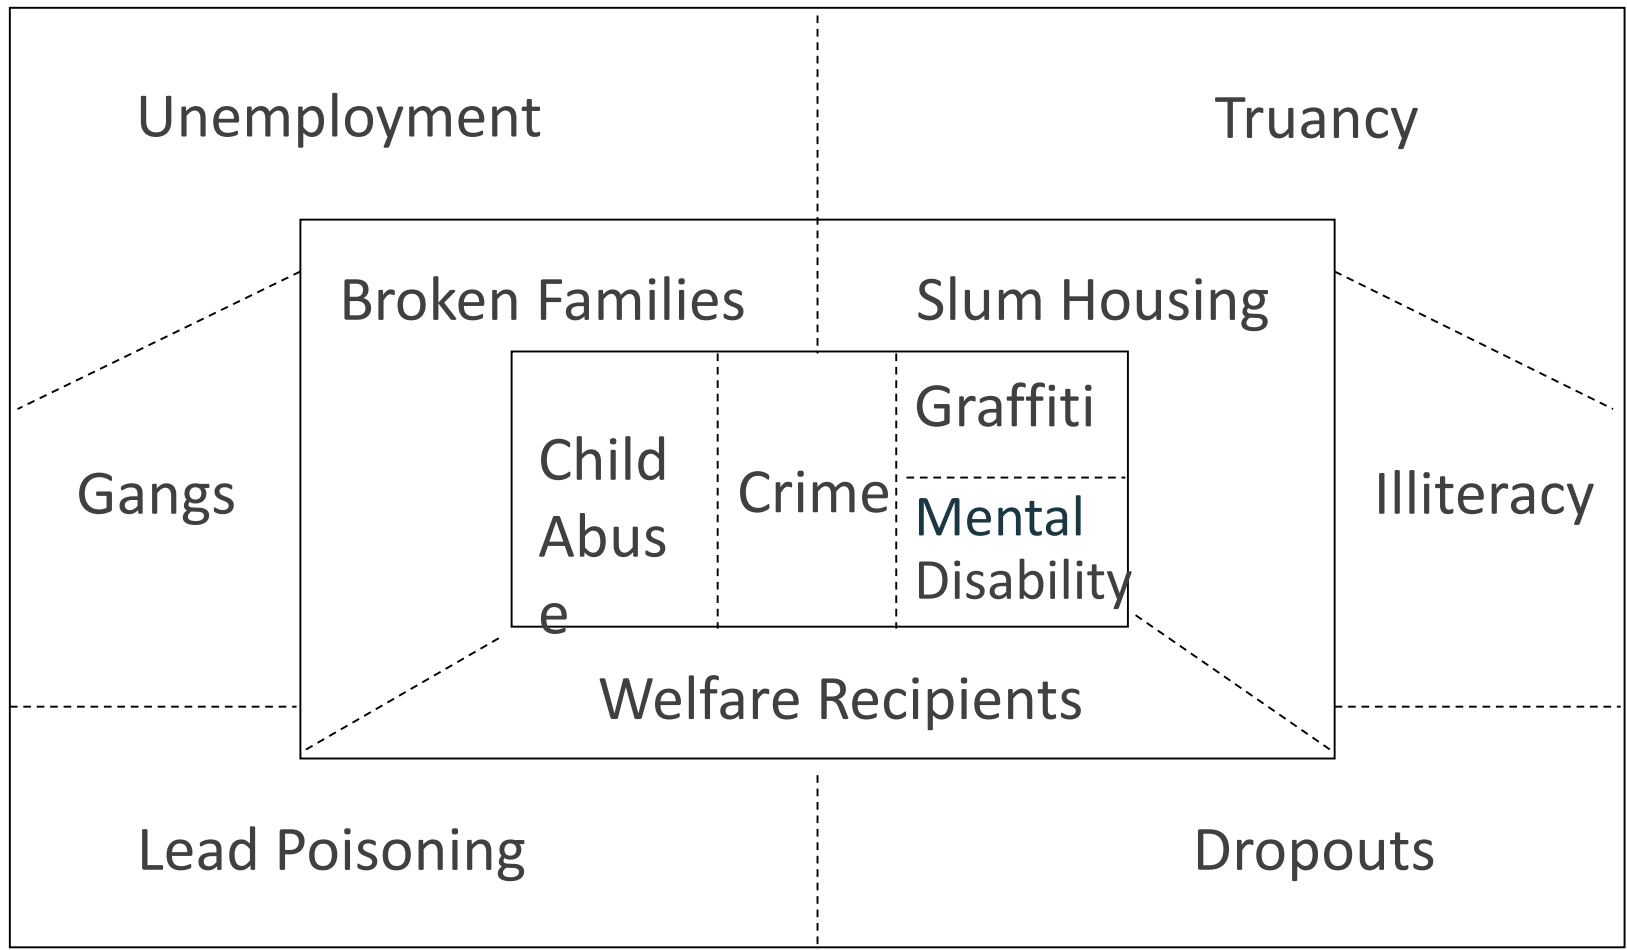 Unemployment
Truancy
Broken Families
Slum Housing
Graffiti
Child
Abus
e
Crime
Mental
Disability
Gangs
Illiteracy
Welfare Recipients
Lead Poisoning
Dropouts